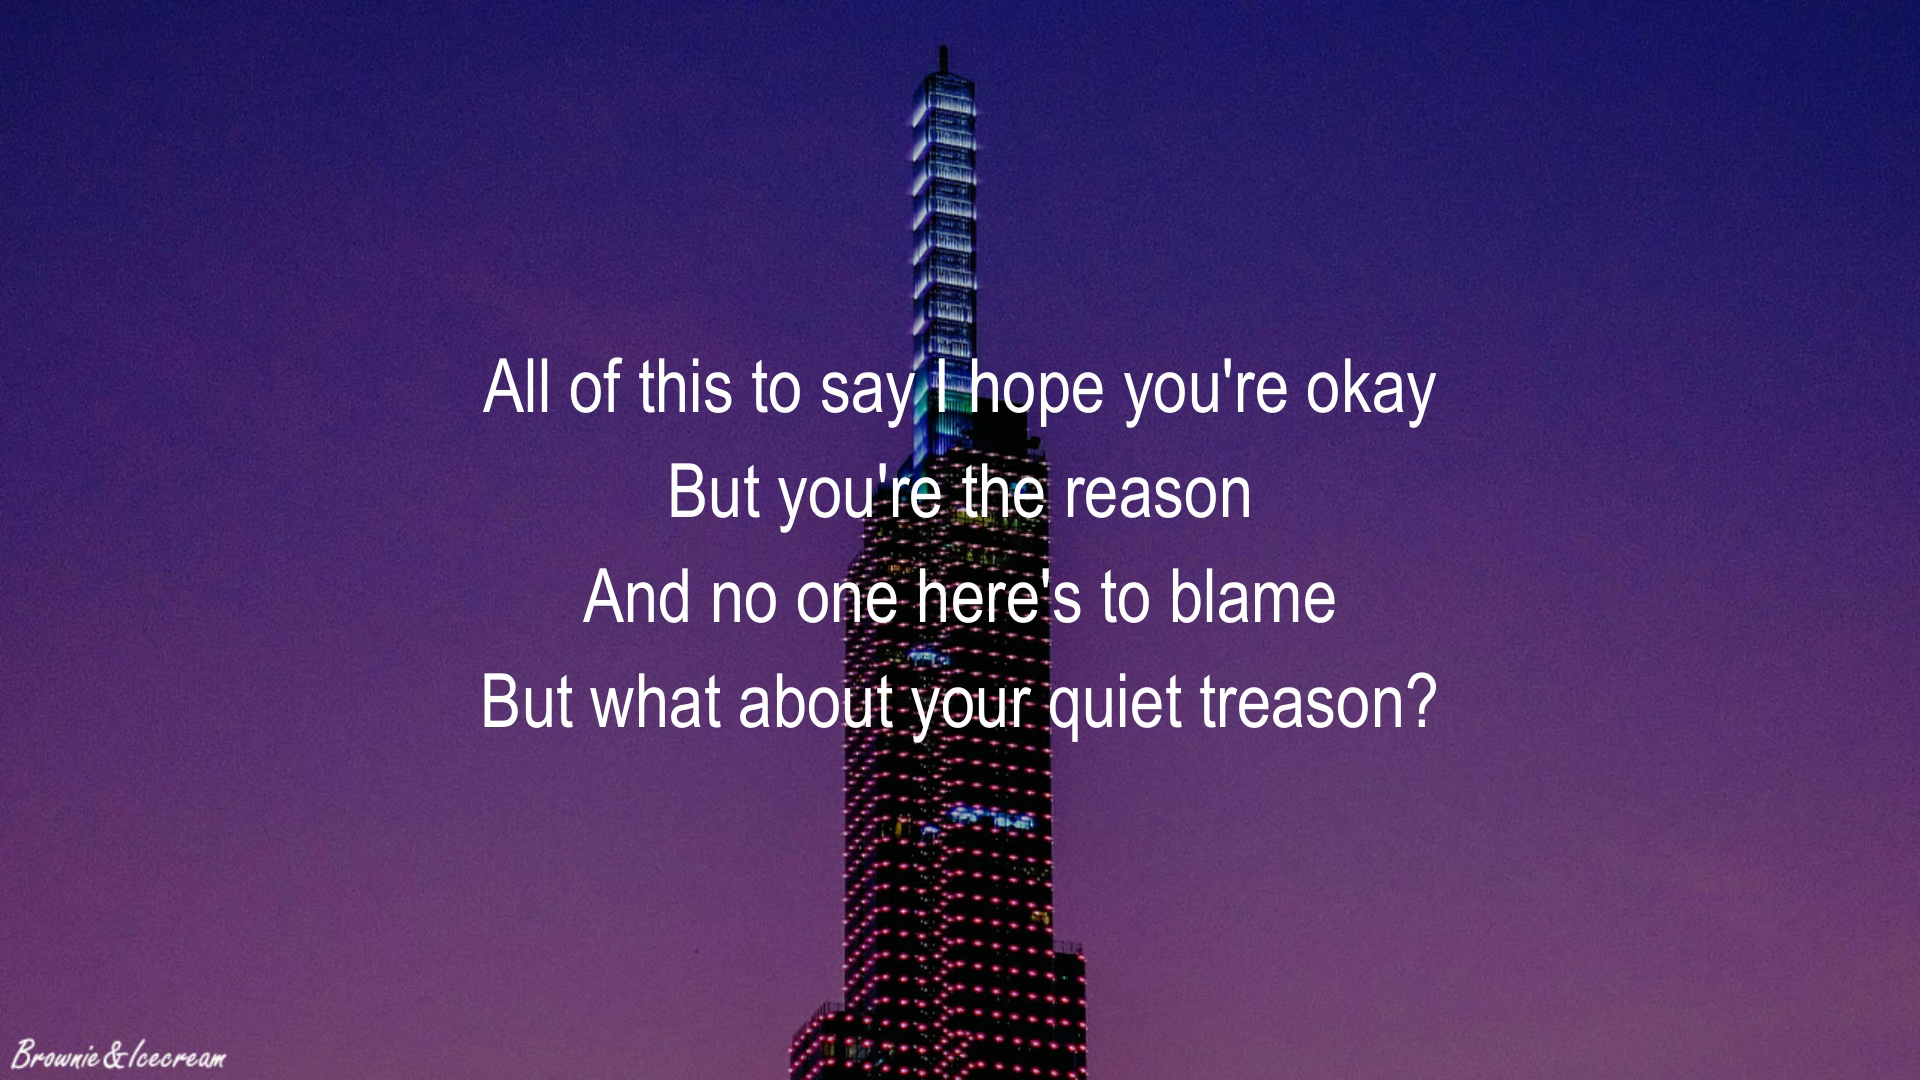 All of this to say I hope you're okay
But you're the reason
And no one here's to blame
But what about your quiet treason?
Brownie&Icecream